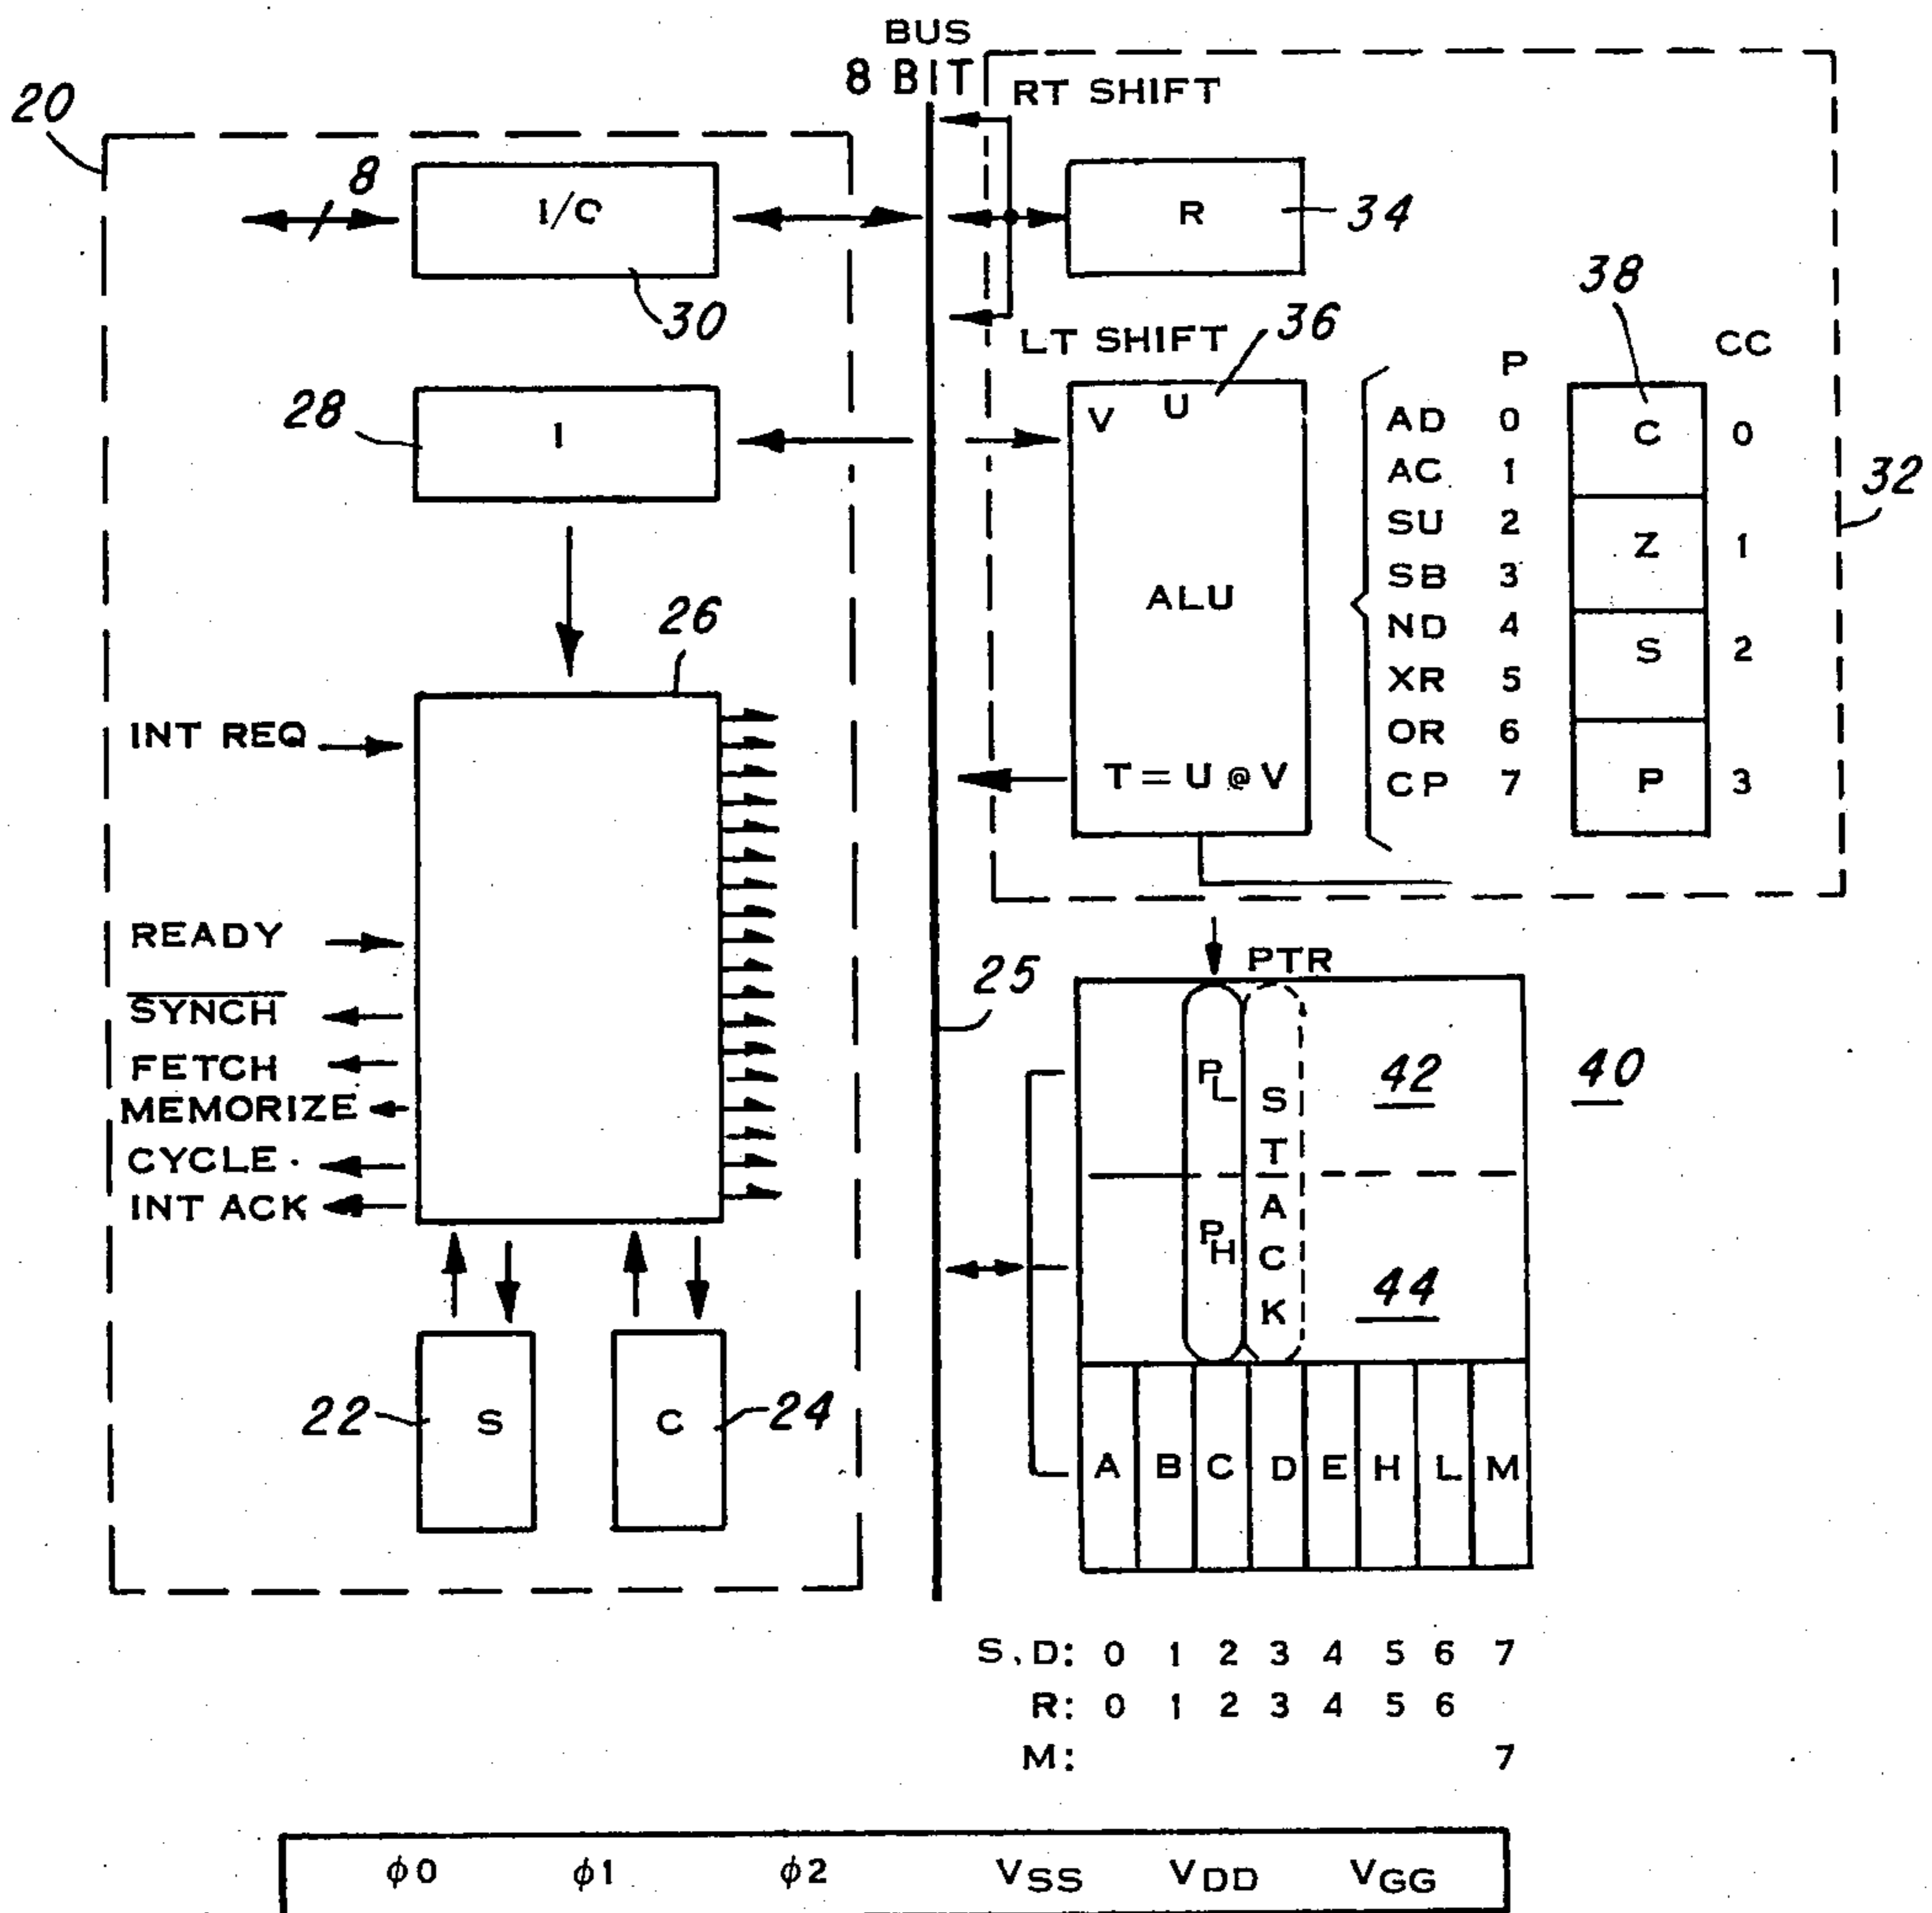 BUS
8 BIT
20
8
I/C
30
28
I
26
INT REQ
READY
SYNCH
FETCH
MEMORIZE
CYCLE
INT ACK
22
S
C
24
25
RT SHIFT
R
34
LT SHIFT
36
V U
ALU
T = U @ V
P
AD 0
AC 1
SU 2
SB 3
ND 4
XR 5
OR 6
CP 7
38
CC
C 0
Z 1
S 2
P 3
32
PTR
PL
PH
STACK
42
40
44
A B C D E H L M
S,D: 0 1 2 3 4 5 6 7
R: 0 1 2 3 4 5 6
M: 7
φ0 φ1 φ2 VSS VDD VGG